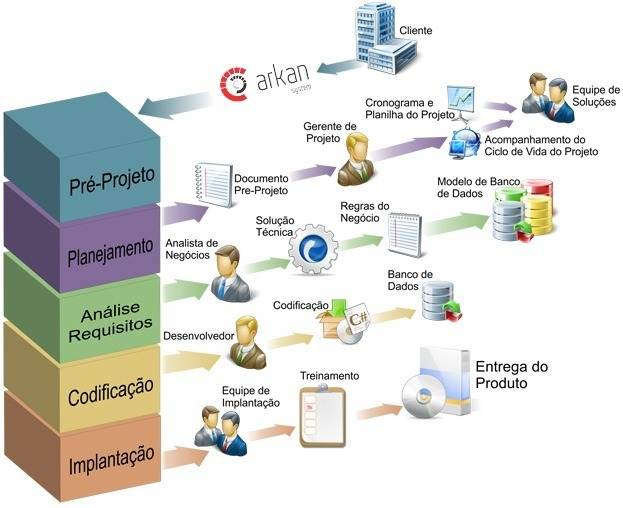 Cliente
arkan
system
Pré-Projeto
Cronograma e
Planilha do Projeto
Equipe de
Soluções
Gerente de
Projeto
Acompanhamento do
Ciclo de Vida do Projeto
Documento
Pre-Projeto
Planejamento
Modelo de Banco
de Dados
Regras do
Negócio
Solução
Técnica
Analista de
Negócios
Análise
Requisitos
Banco de
Dados
Codificação
C#
Desenvolvedor
Codificação
Entrega do
Produto
Treinamento
Equipe de
Implantação
Implantação